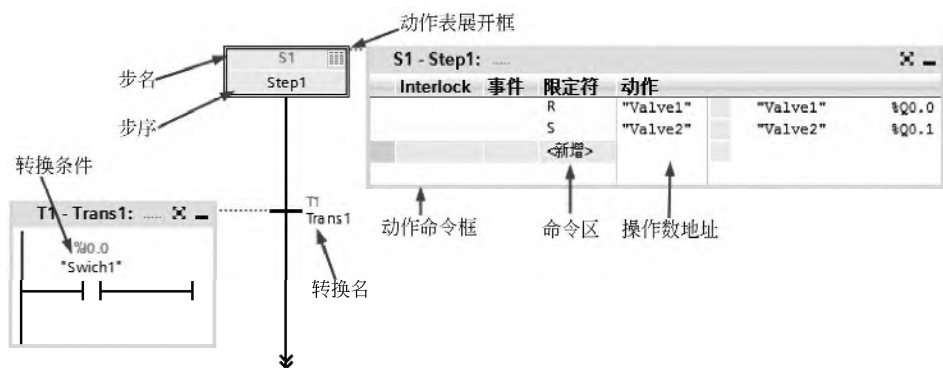 动作表展开框
S1
Step1
步名
步序
S1 - Step1: .....
Interlock 事件 限定符 动作
R "Valve1" "Valve1" %Q0.0
S "Valve2" "Valve2" %Q0.1
<新增>
动作命令框
命令区
操作数地址
转换条件
T1 - Trans1: .....
%I0.0
"Swich1"
T1
Trans1
转换名